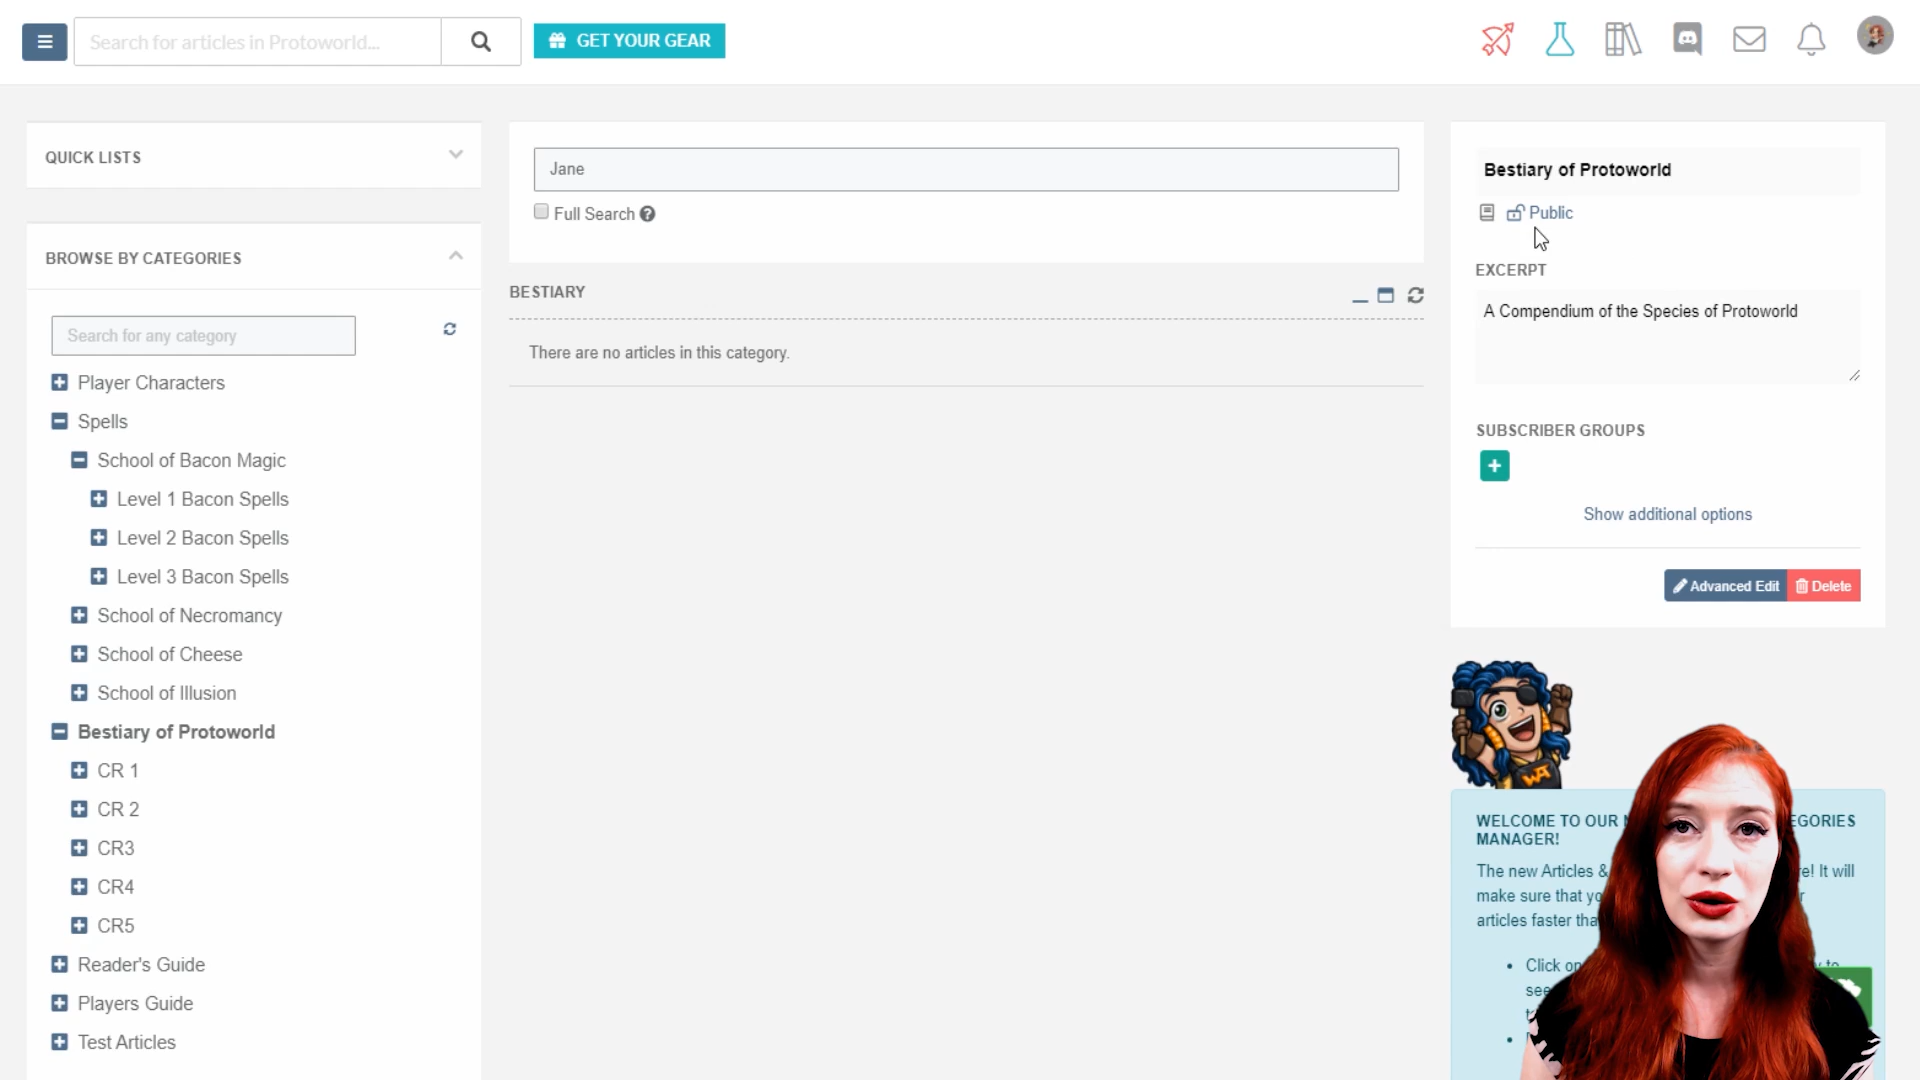 Search for articles in Protoworld...
GET YOUR GEAR
QUICK LISTS
BROWSE BY CATEGORIES
Search for any category
Player Characters
Spells
School of Bacon Magic
Level 1 Bacon Spells
Level 2 Bacon Spells
Level 3 Bacon Spells
School of Necromancy
School of Cheese
School of Illusion
Bestiary of Protoworld
CR 1
CR 2
CR3
CR4
CR5
Reader's Guide
Players Guide
Test Articles
Jane
Full Search
BESTIARY
There are no articles in this category.
Bestiary of Protoworld
Public
EXCERPT
A Compendium of the Species of Protoworld
SUBSCRIBER GROUPS
Show additional options
Advanced Edit
Delete
WA
WELCOME TO OUR
MANAGER!
The new Articles & It will
make sure that
articles faster
Click
to